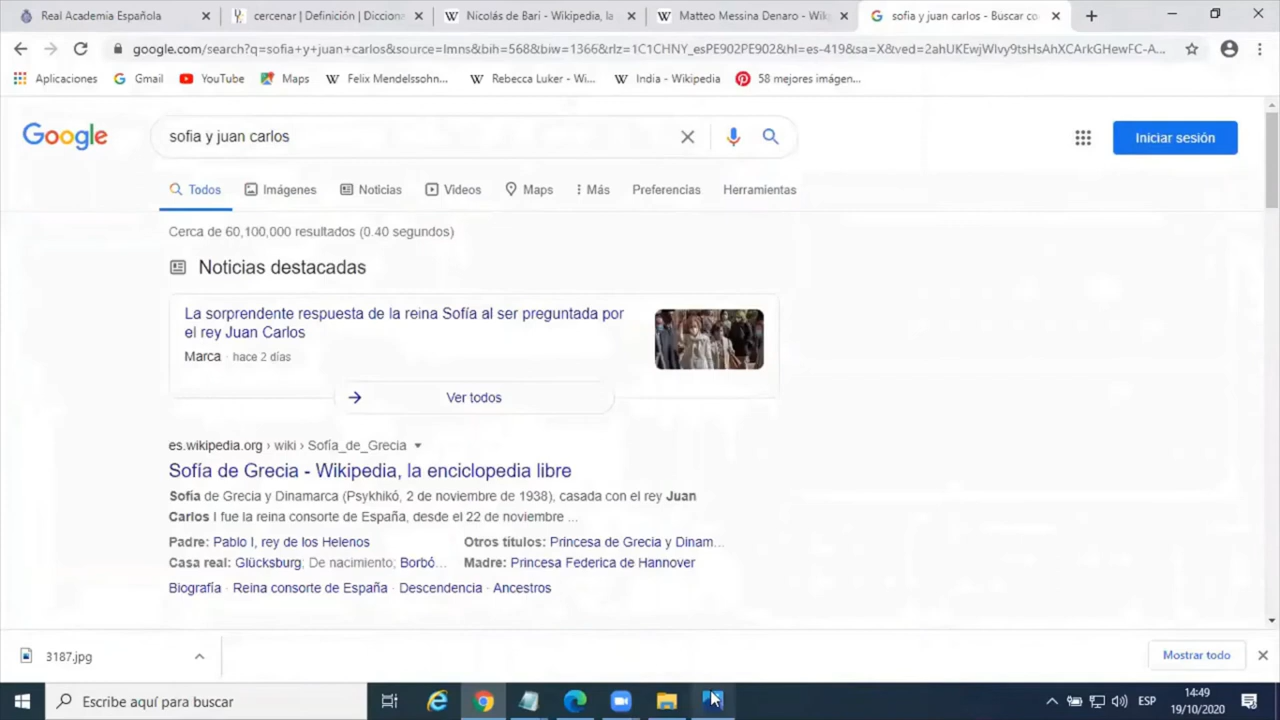 Real Academia Española
cercenar | Definición | Dicciona
Nicolás de Bari - Wikipedia, la
Matteo Messina Denaro - Wiki
sofia y juan carlos - Buscar co
google.com/search?q=sofia+y+juan+carlos&source=lmns&bih=568&biw=1366&rlz=1C1CHNY_esPE902PE902&hl=es-419&sa=X&ved=2ahUKEwjWlvy9tsHsAhXCArkGHewFC-A...
Aplicaciones
Gmail
YouTube
Maps
Felix Mendelssohn...
Rebecca Luker - Wi...
India - Wikipedia
58 mejores imágen...
Google
sofia y juan carlos
Iniciar sesión
Todos
Imágenes
Noticias
Videos
Maps
Más
Preferencias
Herramientas
Cerca de 60,100,000 resultados (0.40 segundos)
Noticias destacadas
La sorprendente respuesta de la reina Sofía al ser preguntada por
el rey Juan Carlos
Marca · hace 2 días
Ver todos
es.wikipedia.org › wiki › Sofía_de_Grecia
Sofía de Grecia - Wikipedia, la enciclopedia libre
Sofía de Grecia y Dinamarca (Psykhikó, 2 de noviembre de 1938), casada con el rey Juan
Carlos I fue la reina consorte de España, desde el 22 de noviembre ...
Padre: Pablo I, rey de los Helenos
Otros títulos: Princesa de Grecia y Dinam...
Casa real: Glücksburg; De nacimiento; Borbó...
Madre: Princesa Federica de Hannover
Biografía · Reina consorte de España · Descendencia · Ancestros
3187.jpg
Mostrar todo
Escribe aquí para buscar
ESP
14:49
19/10/2020